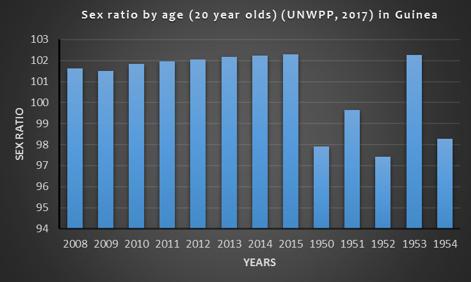 Sex ratio by age (20 year olds) (UNWPP, 2017) in Guinea
103
102
101
100
99
98
97
96
95
94
SEX RATIO
2008 2009 2010 2011 2012 2013 2014 2015 1950 1951 1952 1953 1954
YEARS